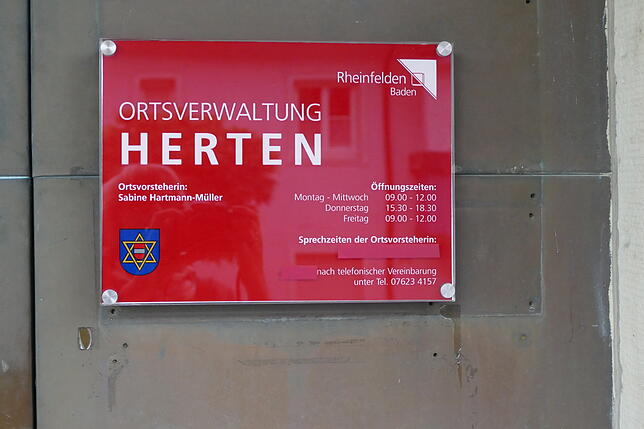 Rheinfelden
Baden
ORTSVERWALTUNG
HERTEN
Ortsvorsteherin:
Sabine Hartmann-Müller
Öffnungszeiten:
Montag - Mittwoch 09.00 - 12.00
Donnerstag 15.30 - 18.30
Freitag 09.00 - 12.00
Sprechzeiten der Ortsvorsteherin:
nach telefonischer Vereinbarung
unter Tel. 07623 4157